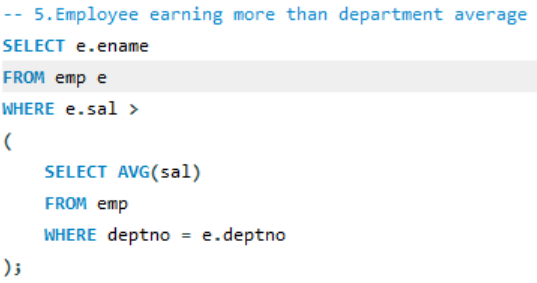 -- 5.Employee earning more than department average
SELECT e.ename
FROM emp e
WHERE e.sal >
(
    SELECT AVG(sal)
    FROM emp
    WHERE deptno = e.deptno
);